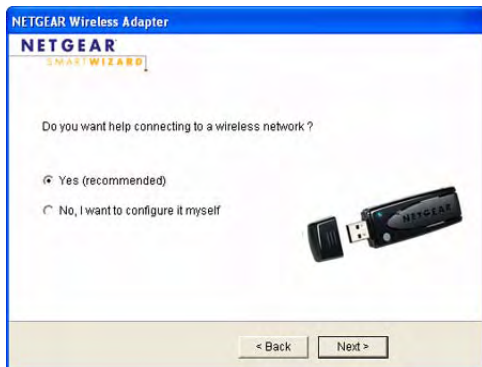 NETGEAR Wireless Adapter
NETGEAR
SMARTWIZARD
Do you want help connecting to a wireless network ?
Yes (recommended)
No, I want to configure it myself
NETGEAR
< Back
Next >